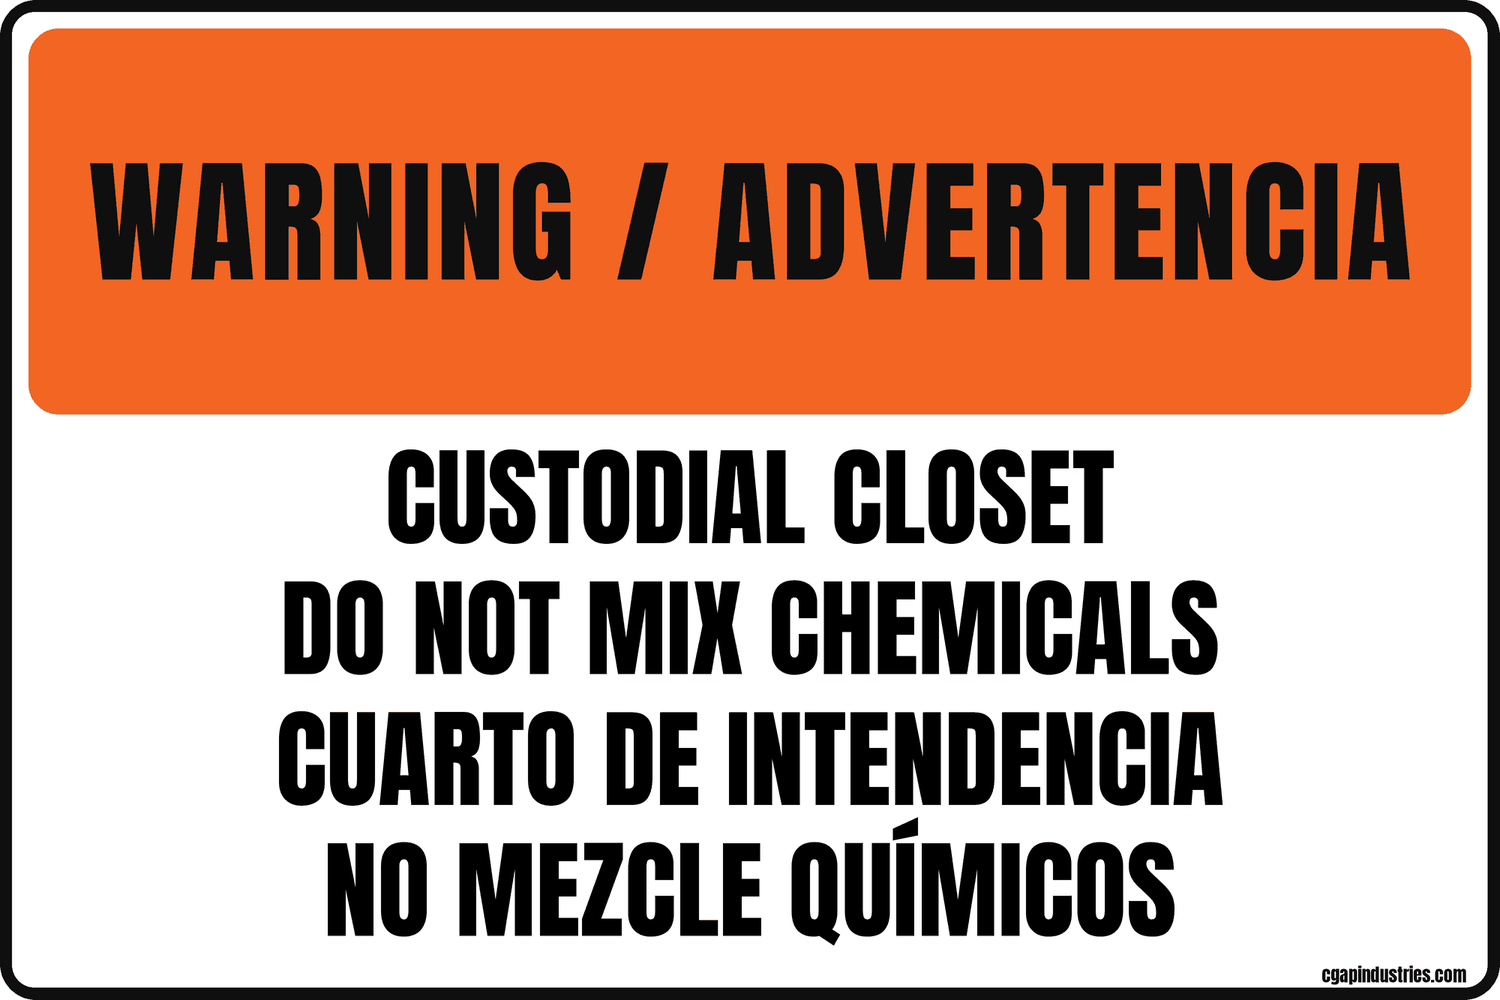 WARNING / ADVERTENCIA
CUSTODIAL CLOSET
DO NOT MIX CHEMICALS
CUARTO DE INTENDENCIA
NO MEZCLE QUÍMICOS
cgapindustries.com